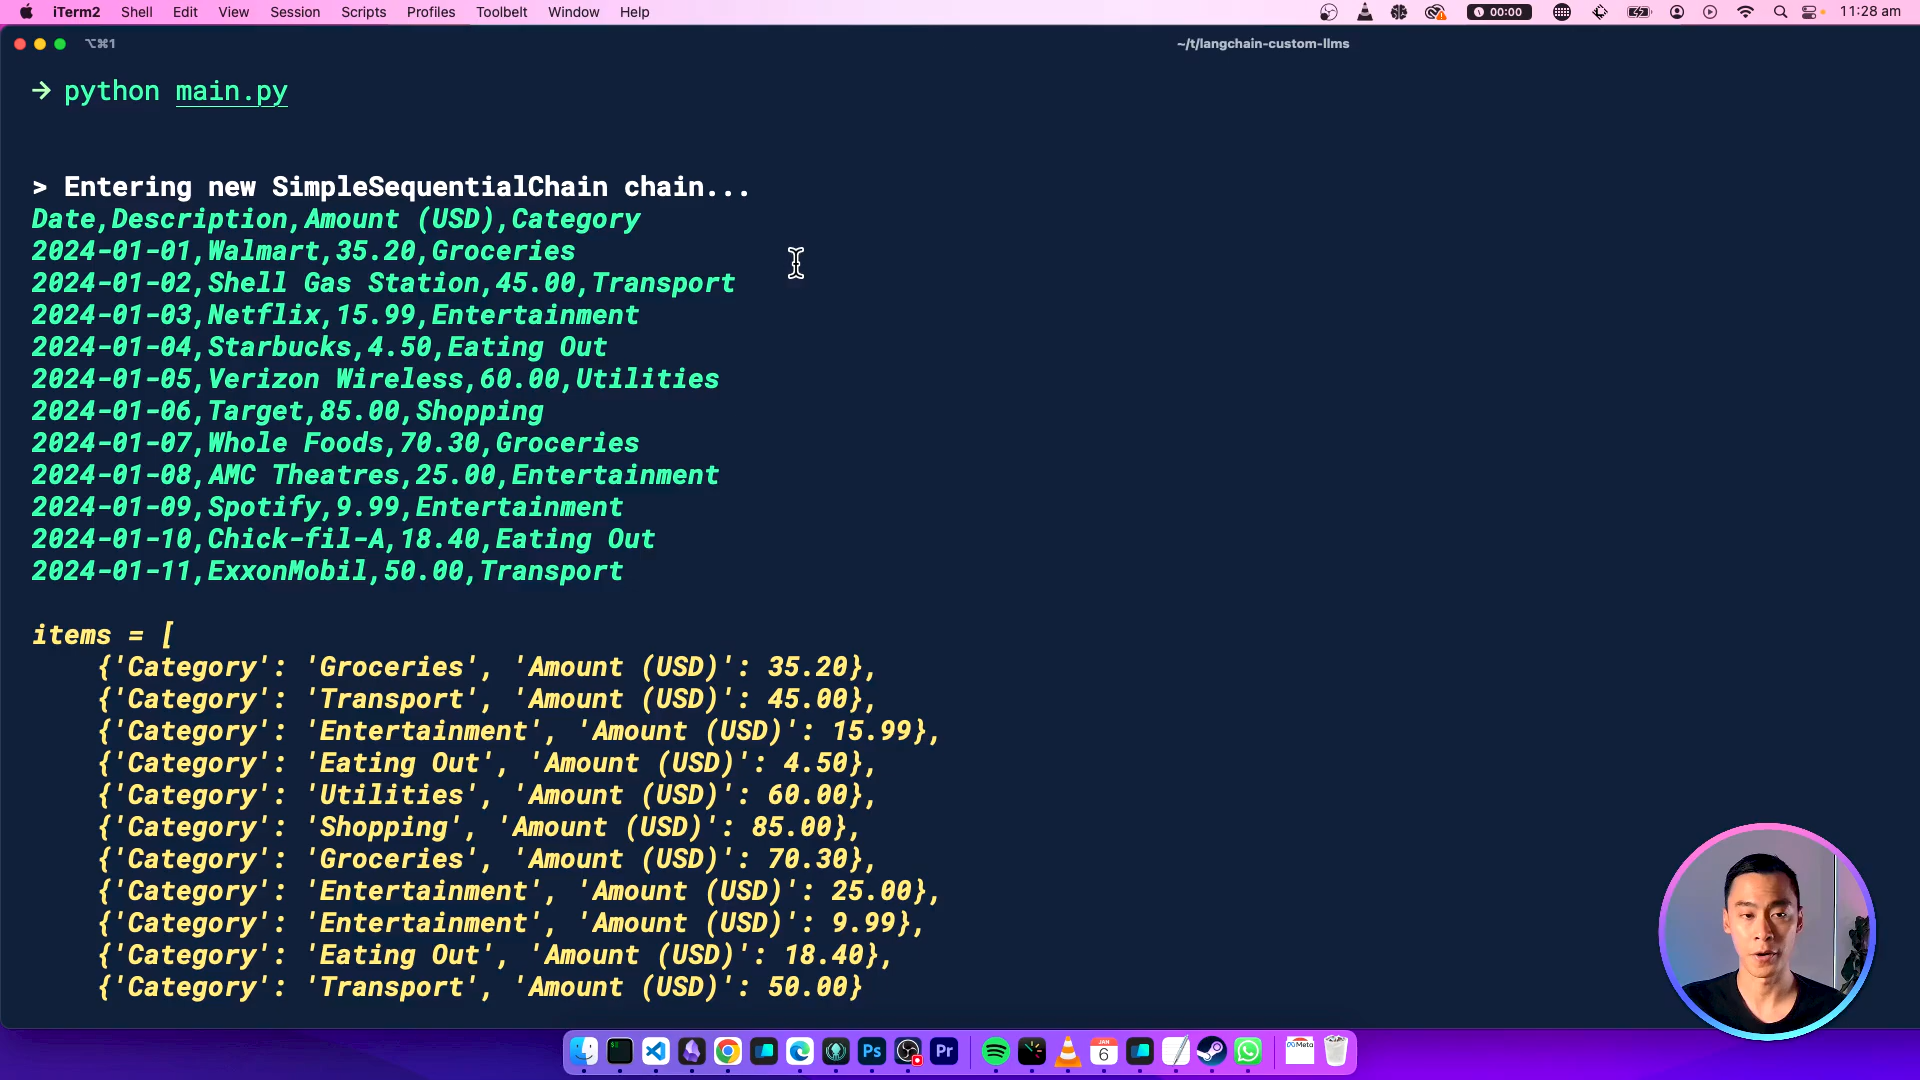 iTerm2 Shell Edit View Session Scripts Profiles Toolbelt Window Help 00:00 11:28 am
⌥⌘1 ~/t/langchain-custom-llms
→ python main.py
> Entering new SimpleSequentialChain chain...
Date,Description,Amount (USD),Category
2024-01-01,Walmart,35.20,Groceries
2024-01-02,Shell Gas Station,45.00,Transport
2024-01-03,Netflix,15.99,Entertainment
2024-01-04,Starbucks,4.50,Eating Out
2024-01-05,Verizon Wireless,60.00,Utilities
2024-01-06,Target,85.00,Shopping
2024-01-07,Whole Foods,70.30,Groceries
2024-01-08,AMC Theatres,25.00,Entertainment
2024-01-09,Spotify,9.99,Entertainment
2024-01-10,Chick-fil-A,18.40,Eating Out
2024-01-11,ExxonMobil,50.00,Transport
items = [
{'Category': 'Groceries', 'Amount (USD)': 35.20},
{'Category': 'Transport', 'Amount (USD)': 45.00},
{'Category': 'Entertainment', 'Amount (USD)': 15.99},
{'Category': 'Eating Out', 'Amount (USD)': 4.50},
{'Category': 'Utilities', 'Amount (USD)': 60.00},
{'Category': 'Shopping', 'Amount (USD)': 85.00},
{'Category': 'Groceries', 'Amount (USD)': 70.30},
{'Category': 'Entertainment', 'Amount (USD)': 25.00},
{'Category': 'Entertainment', 'Amount (USD)': 9.99},
{'Category': 'Eating Out', 'Amount (USD)': 18.40},
{'Category': 'Transport', 'Amount (USD)': 50.00}
Ps Pr JAN 6 Meta